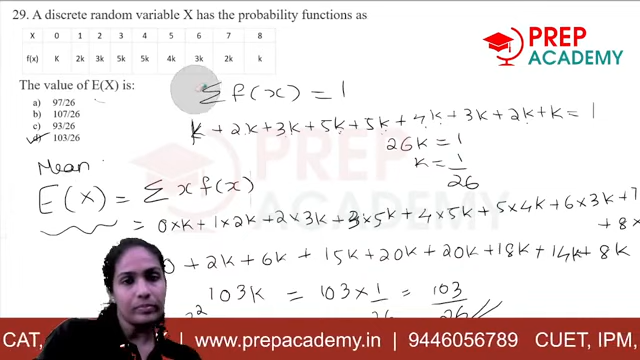 29. A discrete random variable X has the probability functions as
X 0 1 2 3 4 5 6 7 8
f(x) K 2k 3k 5k 5k 4k 3k 2k k
The value of E(X) is:
a) 97/26
b) 107/26
c) 93/26
d) 103/26
PREP
ACADEMY
Σ f(x) = 1
k + 2k + 3k + 5k + 5k + 4k + 3k + 2k + k = 1
26k = 1
k = 1/26
Mean
E(X) = Σ x f(x)
= 0×k + 1×2k + 2×3k + 3×5k + 4×5k + 5×4k + 6×3k + 7
+ 8×
0 + 2k + 6k + 15k + 20k + 20k + 18k + 14k + 8k
103k = 103 × 1/26 = 103/26
PREP
ACADEMY
CAT, www.prepacademy.in 9446056789 CUET, IPM,